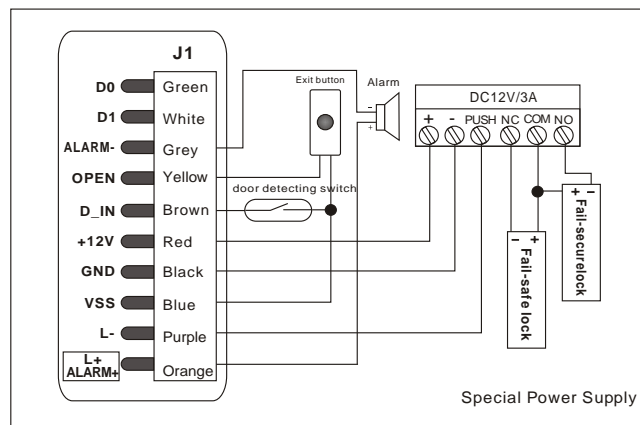 J1
D0 Green
D1 White
ALARM- Grey
OPEN Yellow
D_IN Brown
+12V Red
GND Black
VSS Blue
L- Purple
L+
ALARM+
Orange
Exit button
Alarm
-
+
door detecting switch
DC12V/3A
+ - PUSH NC COM NO
+ -
Fail-securelock
- +
Fail-safe lock
Special Power Supply